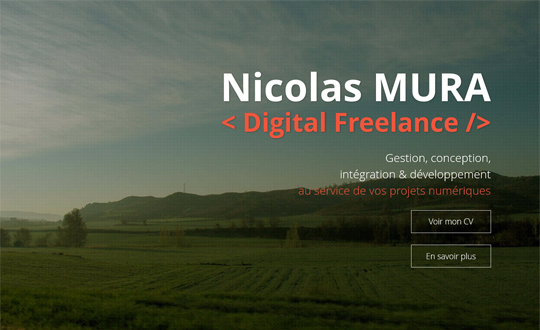 Nicolas MURA
< Digital Freelance />
Gestion, conception,
intégration & développement
au service de vos projets numériques
Voir mon CV
En savoir plus